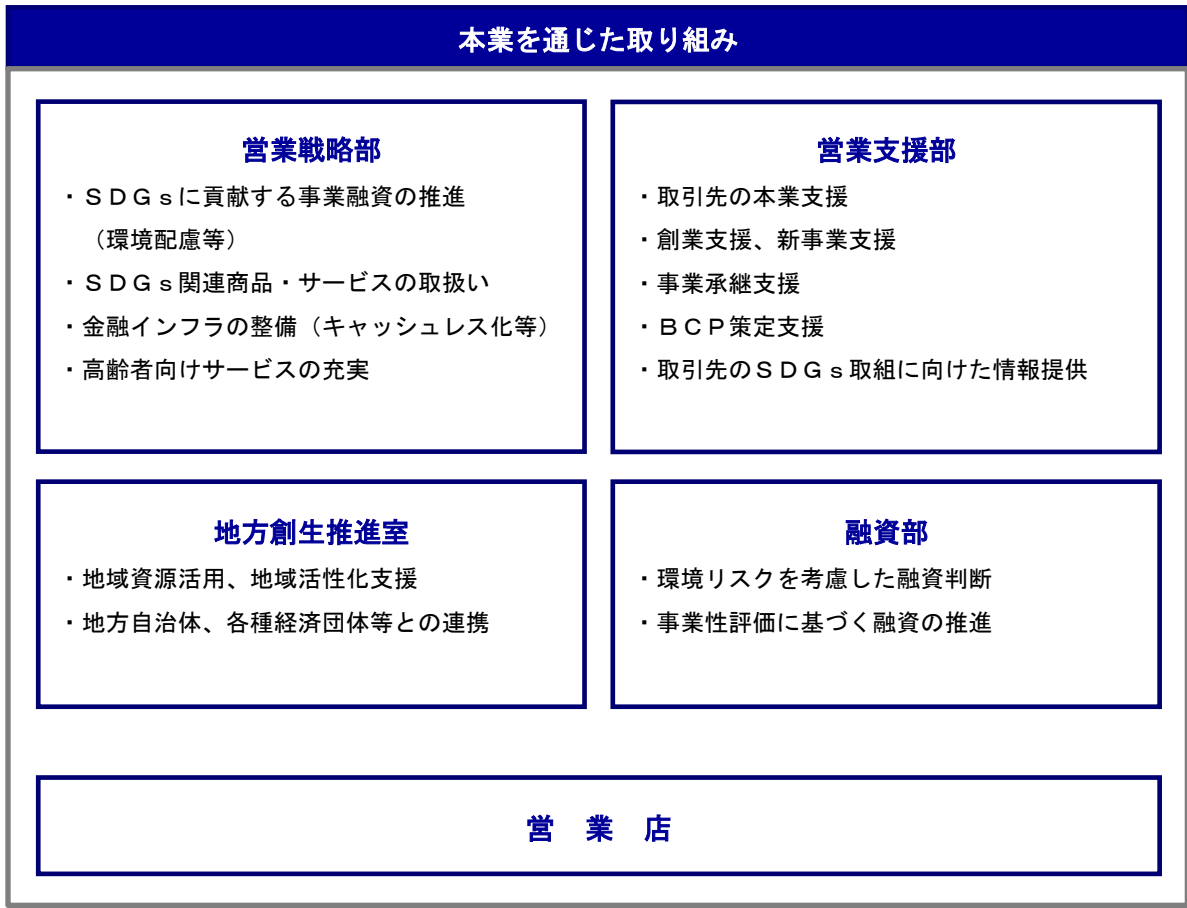 本業を通じた取り組み
営業戦略部
・ＳＤＧｓに貢献する事業融資の推進
（環境配慮等）
・ＳＤＧｓ関連商品・サービスの取扱い
・金融インフラの整備（キャッシュレス化等）
・高齢者向けサービスの充実
営業支援部
・取引先の本業支援
・創業支援、新事業支援
・事業承継支援
・ＢＣＰ策定支援
・取引先のＳＤＧｓ取組に向けた情報提供
地方創生推進室
・地域資源活用、地域活性化支援
・地方自治体、各種経済団体等との連携
融資部
・環境リスクを考慮した融資判断
・事業性評価に基づく融資の推進
営　業　店